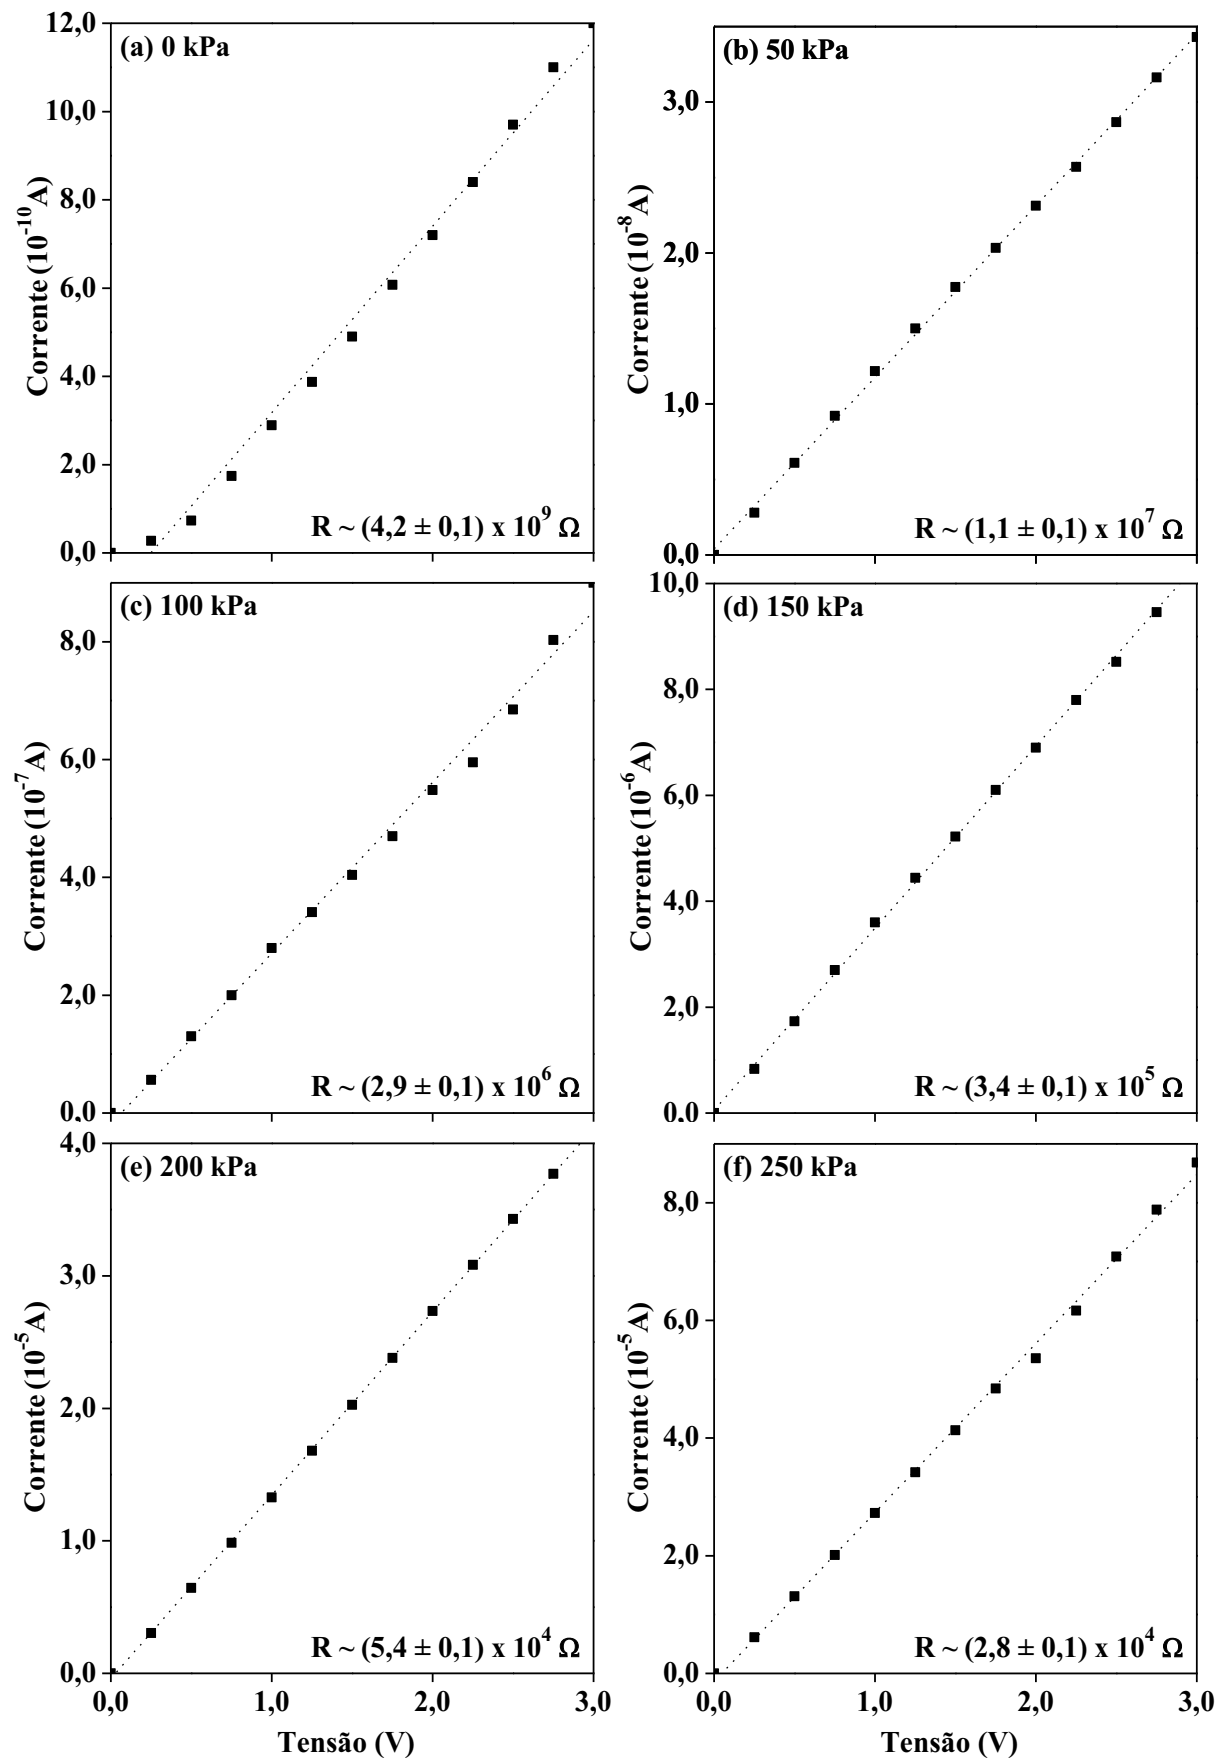 (a) 0 kPa
12,0
10,0
8,0
6,0
4,0
2,0
0,0
Corrente (10⁻¹⁰ A)
R ~ (4,2 ± 0,1) x 10⁹ Ω
(b) 50 kPa
3,0
2,0
1,0
0,0
Corrente (10⁻⁸ A)
R ~ (1,1 ± 0,1) x 10⁷ Ω
(c) 100 kPa
8,0
6,0
4,0
2,0
0,0
Corrente (10⁻⁷ A)
R ~ (2,9 ± 0,1) x 10⁶ Ω
(d) 150 kPa
10,0
8,0
6,0
4,0
2,0
0,0
Corrente (10⁻⁶ A)
R ~ (3,4 ± 0,1) x 10⁵ Ω
(e) 200 kPa
4,0
3,0
2,0
1,0
0,0
Corrente (10⁻⁵ A)
R ~ (5,4 ± 0,1) x 10⁴ Ω
0,0 1,0 2,0 3,0
Tensão (V)
(f) 250 kPa
8,0
6,0
4,0
2,0
0,0
Corrente (10⁻⁵ A)
R ~ (2,8 ± 0,1) x 10⁴ Ω
0,0 1,0 2,0 3,0
Tensão (V)